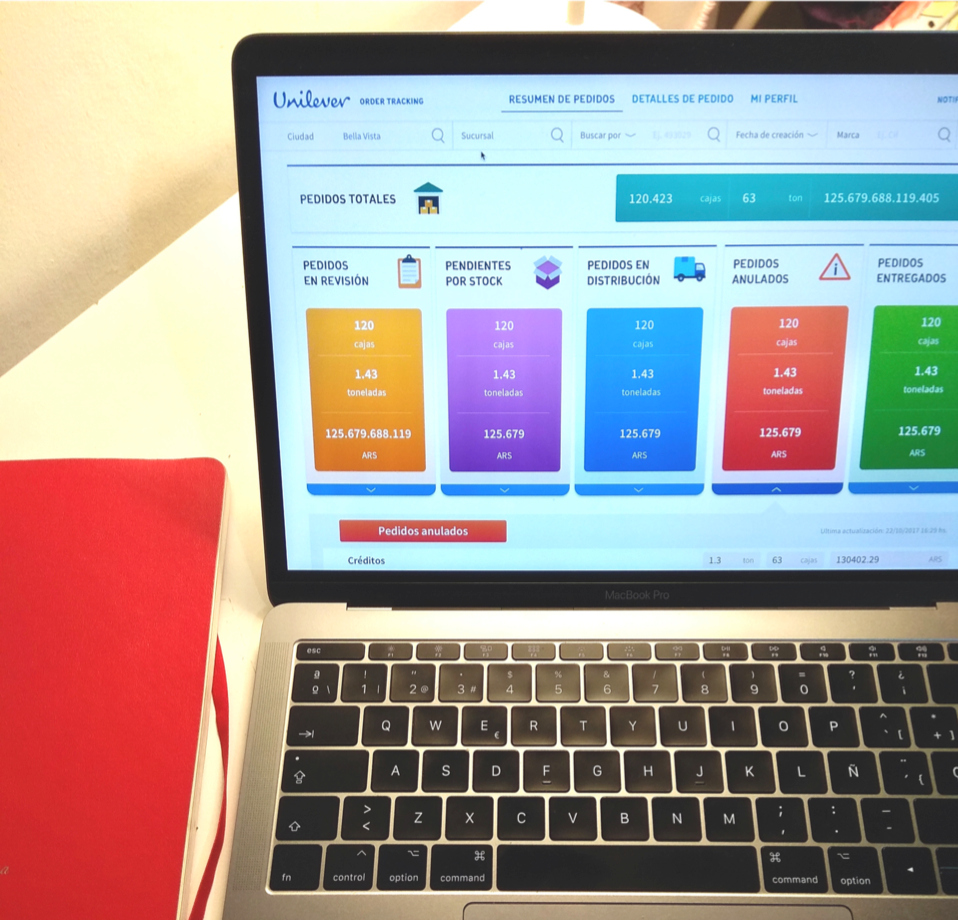 Unilever ORDER TRACKING RESUMEN DE PEDIDOS DETALLES DE PEDIDO MI PERFIL
Ciudad Bella Vista Sucursal Buscar por Fecha de creación Marca
PEDIDOS TOTALES 120.423 cajas 63 ton 125.679.688.119.405
PEDIDOS
EN REVISIÓN
120
cajas
1.43
toneladas
125.679.688.119
ARS
PENDIENTES
POR STOCK
120
cajas
1.43
toneladas
125.679
ARS
PEDIDOS EN
DISTRIBUCIÓN
120
cajas
1.43
toneladas
125.679
ARS
PEDIDOS
ANULADOS
120
cajas
1.43
toneladas
125.679
ARS
PEDIDOS
ENTREGADOS
120
cajas
1.43
toneladas
125.679
ARS
Pedidos anulados
Ultima actualización: 22/10/2017
Créditos 1.3 ton 63 cajas 130402.29 ARS
MacBook Pro
esc F1 F2 F3 F4 F5 F6 F7 F8 F9 F10 F11 F12
ª ! " · $ % & / ( ) = ? ¿
º \ 1 | 2 @ 3 # 4 5 6 7 8 9 0 ' ¡
Q W E € R T Y U I O P ^ ` [ * + ]
A S D F G H J K L Ñ ¨ ´ {
> < Z X C V B N M ; , : . _ -
fn control option command command option